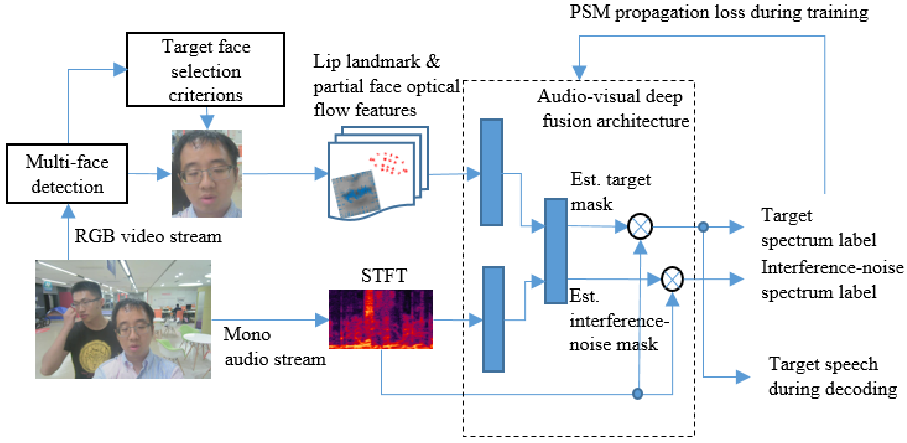 PSM propagation loss during training
Target face
selection
criterions
Lip landmark &
partial face optical
flow features
Audio-visual deep
fusion architecture
Multi-face
detection
Est. target
mask
RGB video stream
Target
spectrum label
STFT
Interference-noise
spectrum label
Est.
interference-
noise mask
Mono
audio stream
Target speech
during decoding